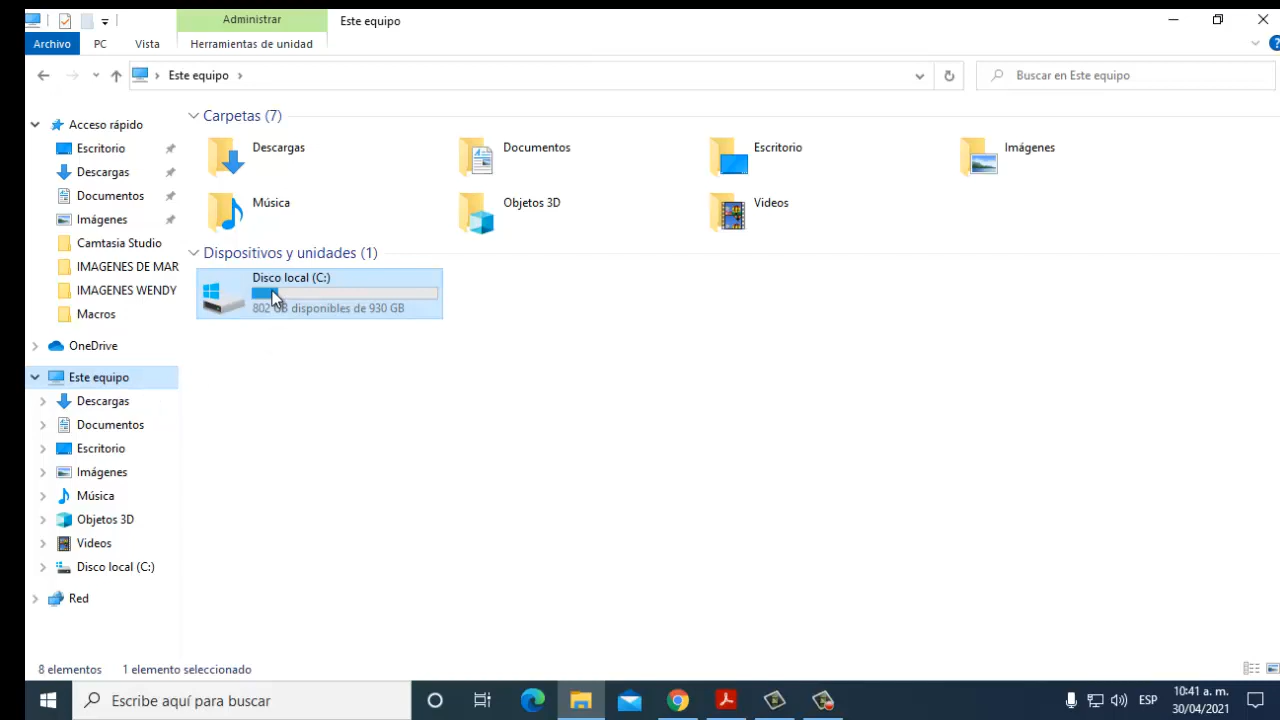 Administrar
Este equipo
Archivo
PC
Vista
Herramientas de unidad
Este equipo
Buscar en Este equipo
Acceso rápido
Escritorio
Descargas
Documentos
Imágenes
Camtasia Studio
IMAGENES DE MAR
IMAGENES WENDY
Macros
OneDrive
Este equipo
Descargas
Documentos
Escritorio
Imágenes
Música
Objetos 3D
Videos
Disco local (C:)
Red
Carpetas (7)
Descargas
Documentos
Escritorio
Imágenes
Música
Objetos 3D
Videos
Dispositivos y unidades (1)
Disco local (C:)
802 GB disponibles de 930 GB
8 elementos
1 elemento seleccionado
Escribe aquí para buscar
ESP
10:41 a. m.
30/04/2021